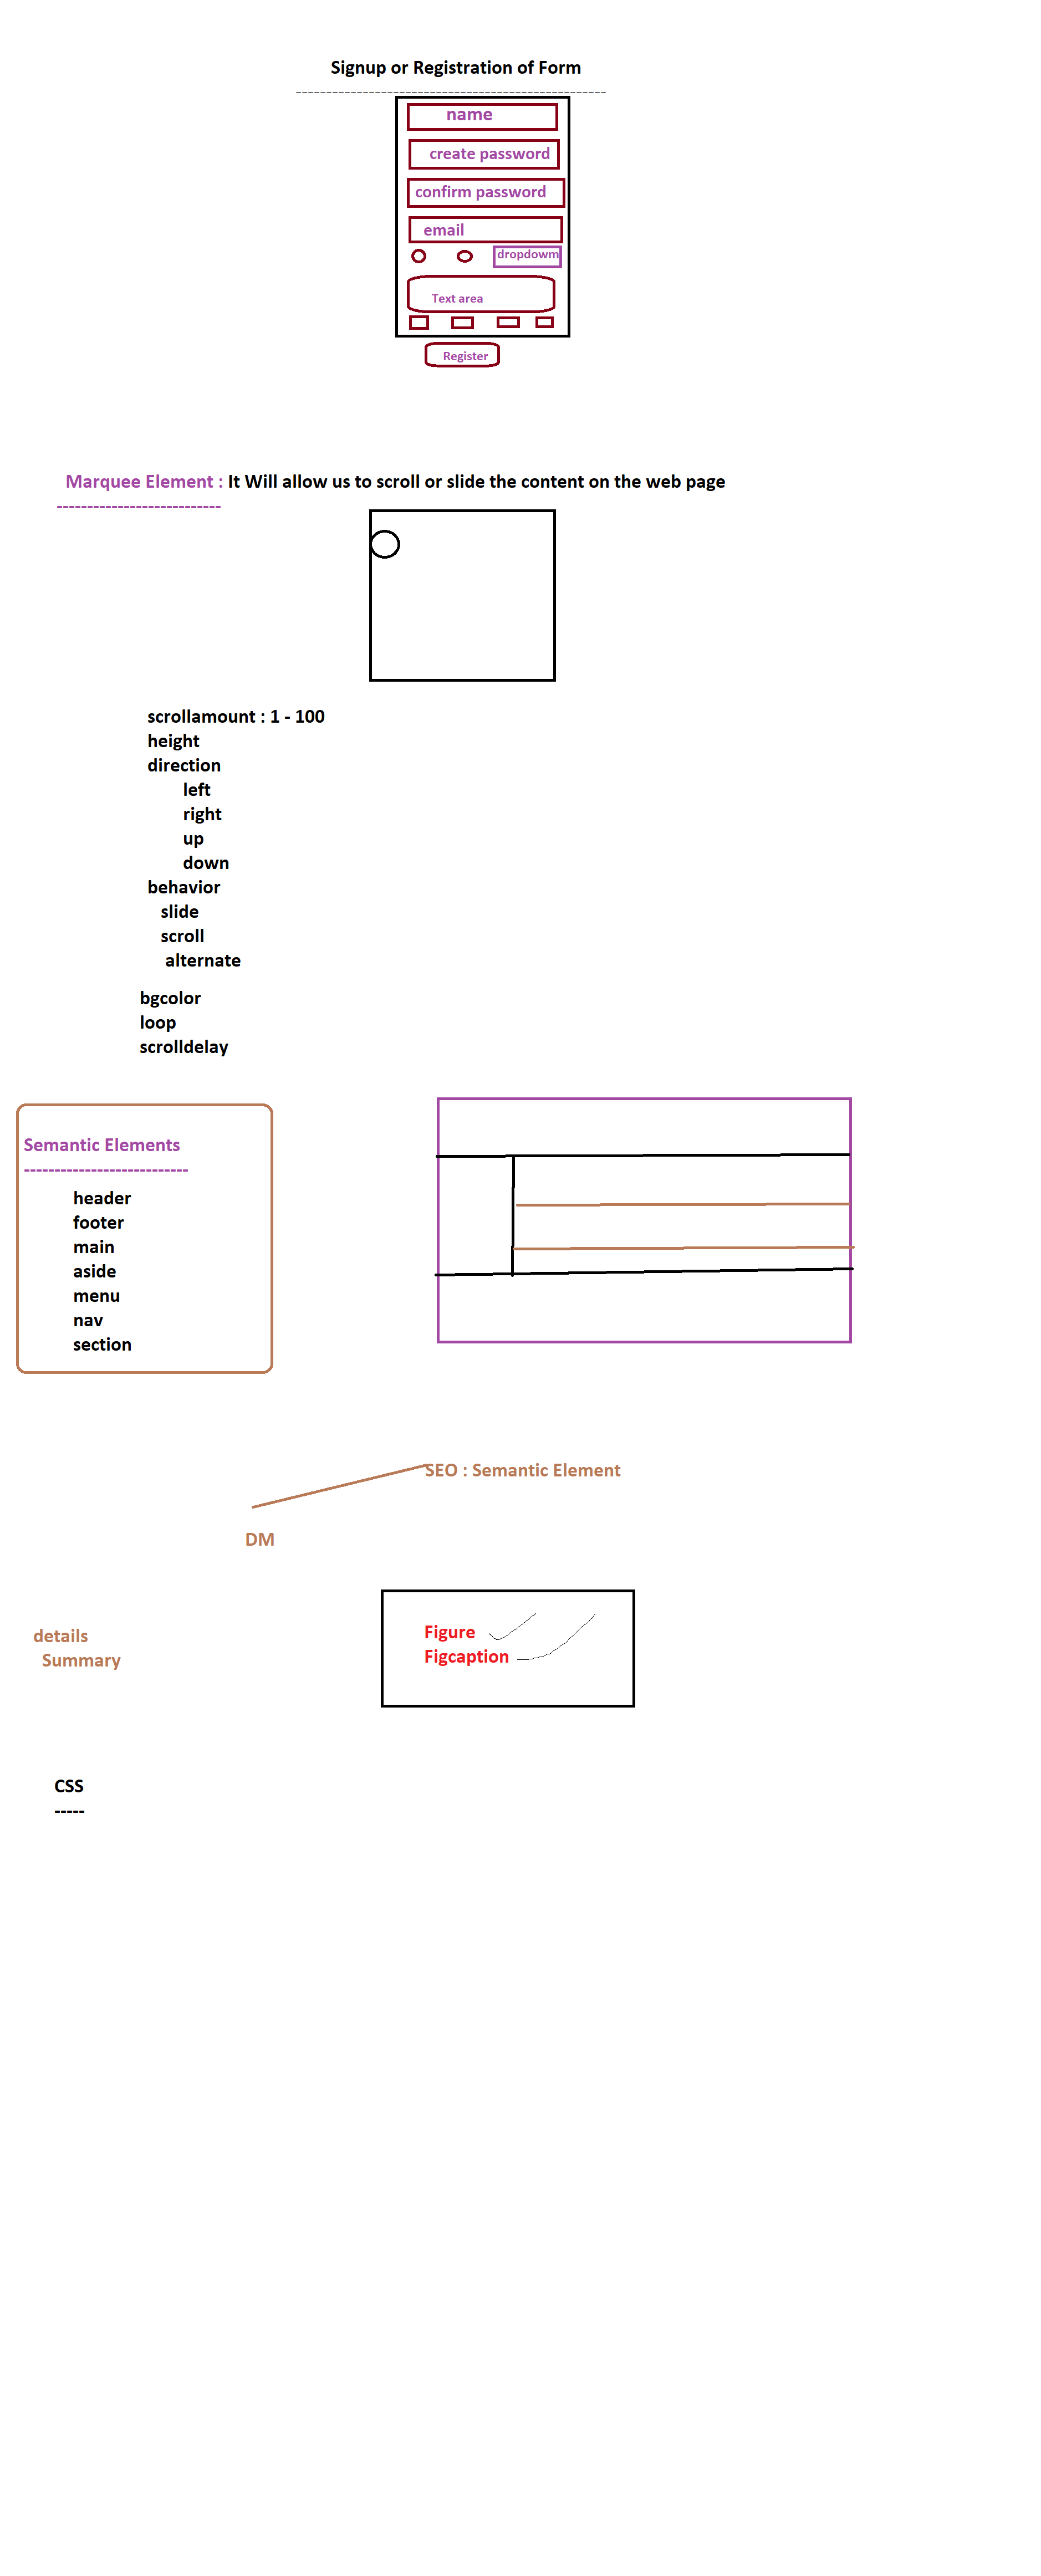 Signup or Registration of Form
----------------------------------------------------
name
create password
confirm password
email
dropdowm
Text area
Register
Marquee Element : It Will allow us to scroll or slide the content on the web page
---------------------------
scrollamount : 1 - 100
height
direction
left
right
up
down
behavior
slide
scroll
alternate
bgcolor
loop
scrolldelay
Semantic Elements
---------------------------
header
footer
main
aside
menu
nav
section
SEO : Semantic Element
DM
Figure
Figcaption
details
Summary
CSS
-----